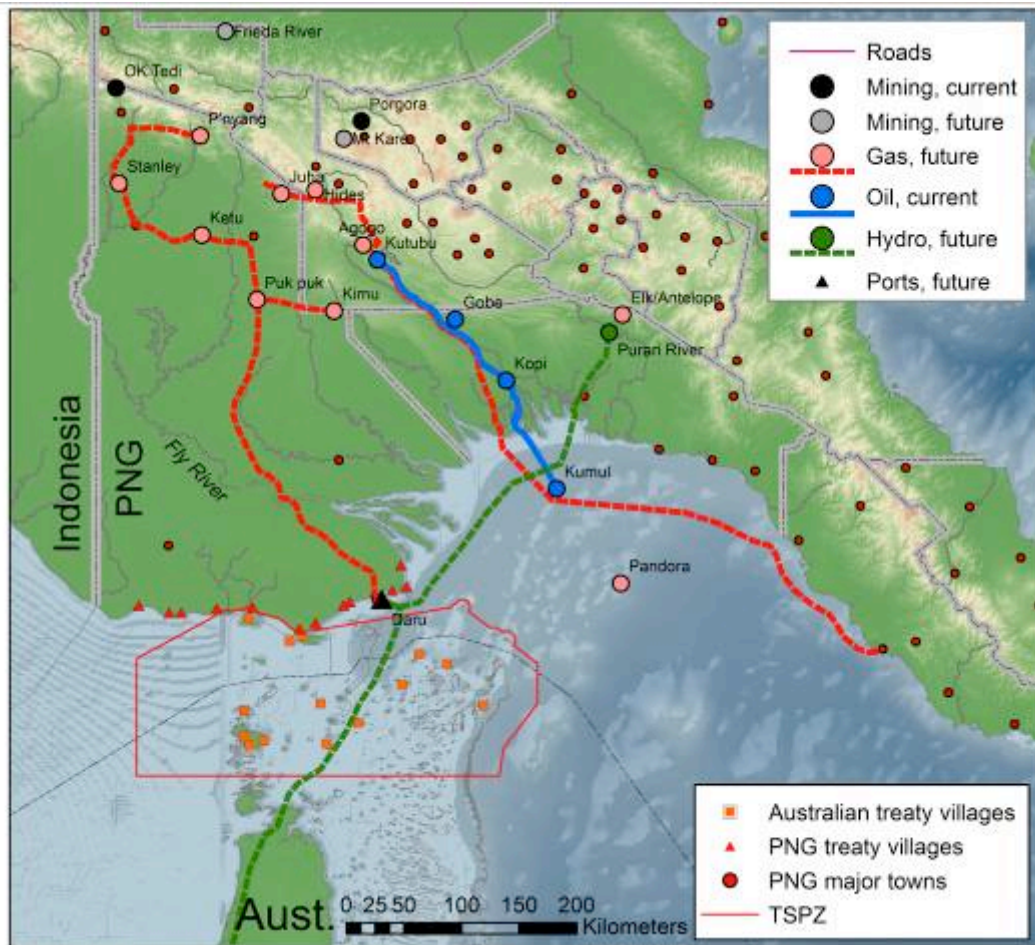 Frieda River
OK Tedi
Porgora
P'nyang
Mt Kare
Stanley
Juha
Hides
Ketu
Agogo
Kutubu
Puk puk
Kimu
Gobe
Elk/Antelope
Purari River
Kopi
Indonesia
PNG
Fly River
Kumul
Pandora
Daru
Aust.
0 25 50 100 150 200
Kilometers
Roads
Mining, current
Mining, future
Gas, future
Oil, current
Hydro, future
Ports, future
Australian treaty villages
PNG treaty villages
PNG major towns
TSPZ